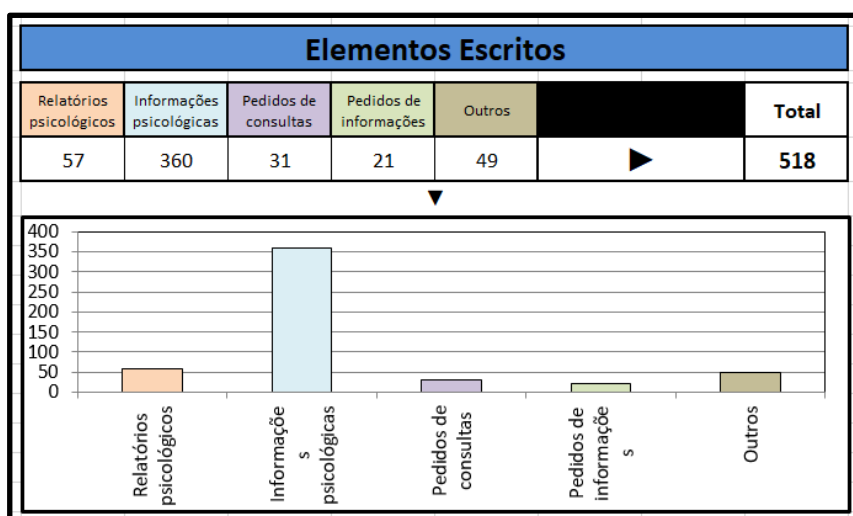 Elementos Escritos
Relatórios psicológicos
Informações psicológicas
Pedidos de consultas
Pedidos de informações
Outros
Total
57 360 31 21 49 ► 518
▼
400
350
300
250
200
150
100
50
0
Relatórios
psicológicos
Informaçõe
s
psicológicas
Pedidos de
consultas
Pedidos de
informaçõe
s
Outros